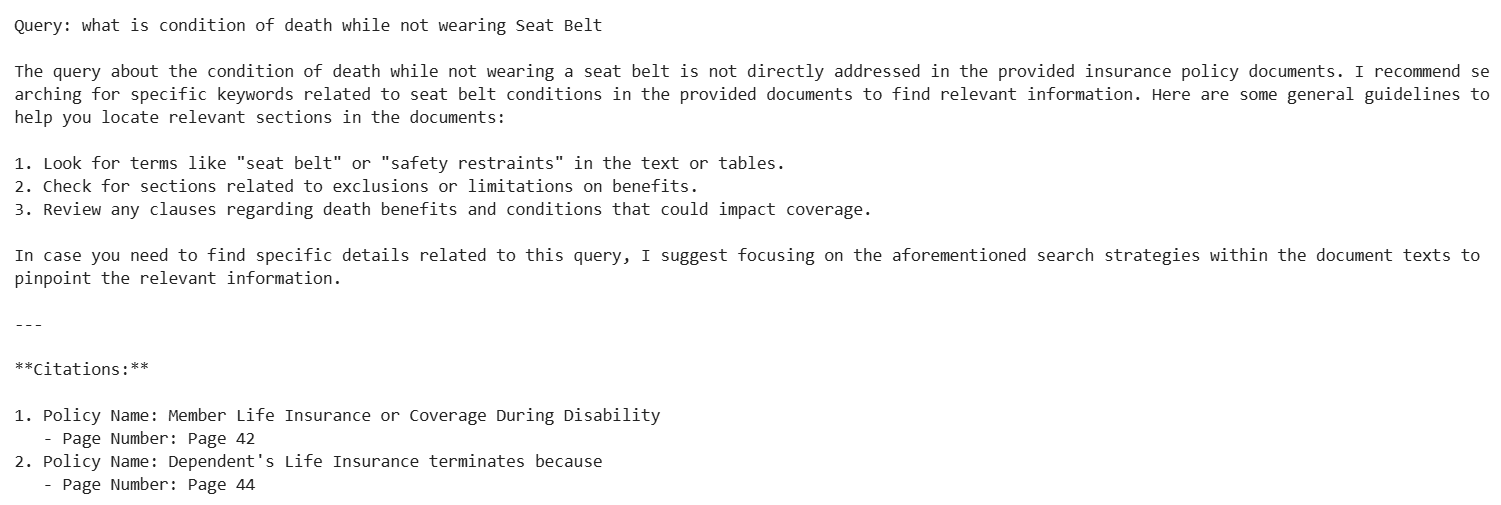 Query: what is condition of death while not wearing Seat Belt
The query about the condition of death while not wearing a seat belt is not directly addressed in the provided insurance policy documents. I recommend se
arching for specific keywords related to seat belt conditions in the provided documents to find relevant information. Here are some general guidelines to
help you locate relevant sections in the documents:
1. Look for terms like "seat belt" or "safety restraints" in the text or tables.
2. Check for sections related to exclusions or limitations on benefits.
3. Review any clauses regarding death benefits and conditions that could impact coverage.
In case you need to find specific details related to this query, I suggest focusing on the aforementioned search strategies within the document texts to
pinpoint the relevant information.
---
**Citations:**
1. Policy Name: Member Life Insurance or Coverage During Disability
- Page Number: Page 42
2. Policy Name: Dependent's Life Insurance terminates because
- Page Number: Page 44